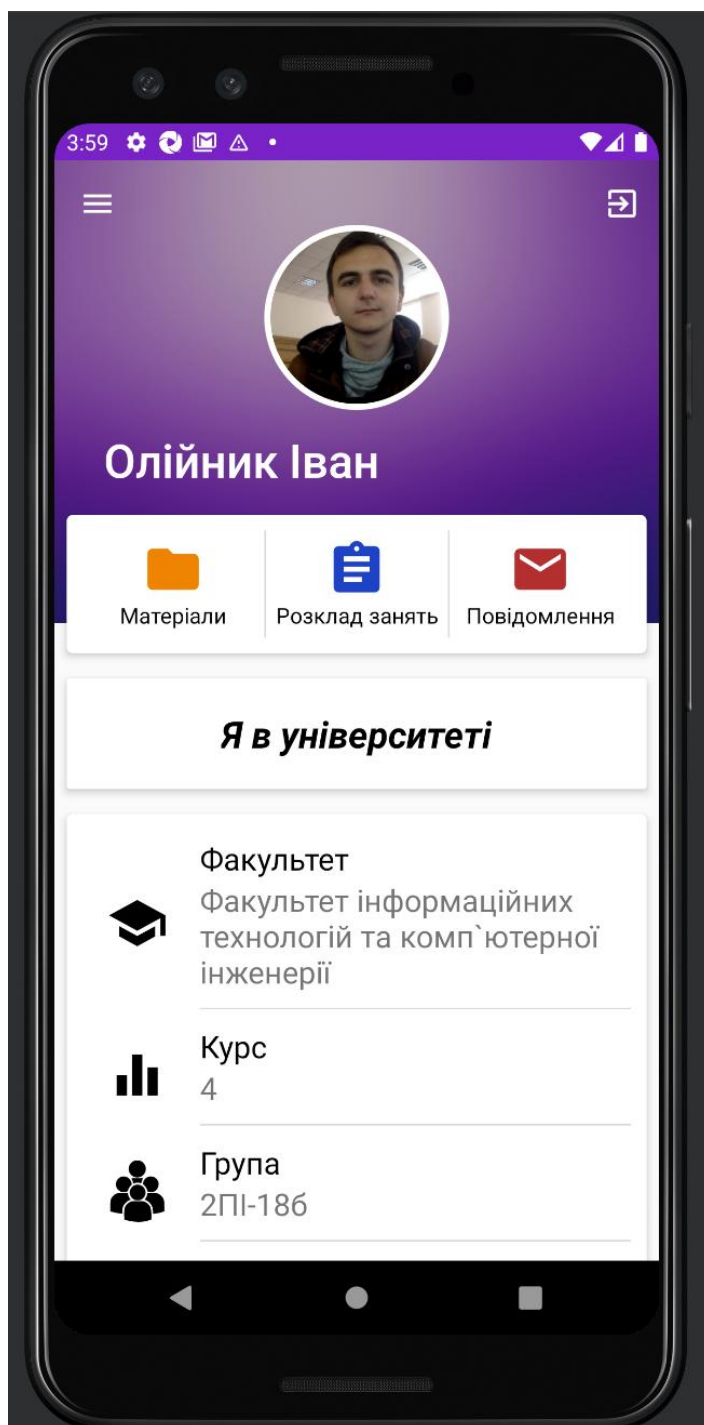 3:59
Олійник Іван
Матеріали
Розклад занять
Повідомлення
Я в університеті
Факультет
Факультет інформаційних
технологій та комп`ютерної
інженерії
Курс
4
Група
2ПІ-18б